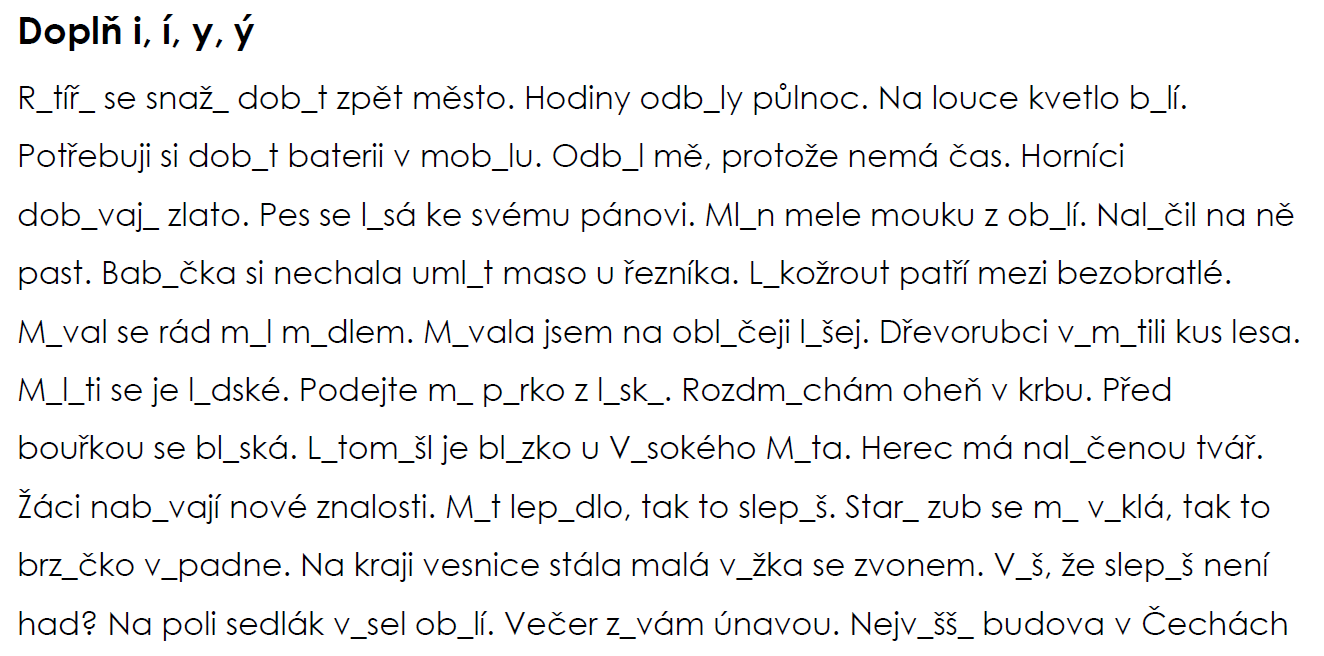 Doplň i, í, y, ý
R_tíř_ se snaž_ dob_t zpět město. Hodiny odb_ly půlnoc. Na louce kvetlo b_lí.
Potřebuji si dob_t baterii v mob_lu. Odb_l mě, protože nemá čas. Horníci
dob_vaj_ zlato. Pes se l_sá ke svému pánovi. Ml_n mele mouku z ob_lí. Nal_čil na ně
past. Bab_čka si nechala uml_t maso u řezníka. L_kožrout patří mezi bezobratlé.
M_val se rád m_l m_dlem. M_vala jsem na obl_čeji l_šej. Dřevorubci v_m_tili kus lesa.
M_l_ti se je l_dské. Podejte m_ p_rko z l_sk_. Rozdm_chám oheň v krbu. Před
bouřkou se bl_ská. L_tom_šl je bl_zko u V_sokého M_ta. Herec má nal_čenou tvář.
Žáci nab_vají nové znalosti. M_t lep_dlo, tak to slep_š. Star_ zub se m_ v_klá, tak to
brz_čko v_padne. Na kraji vesnice stála malá v_žka se zvonem. V_š, že slep_š není
had? Na poli sedlák v_sel ob_lí. Večer z_vám únavou. Nejv_šš_ budova v Čechách